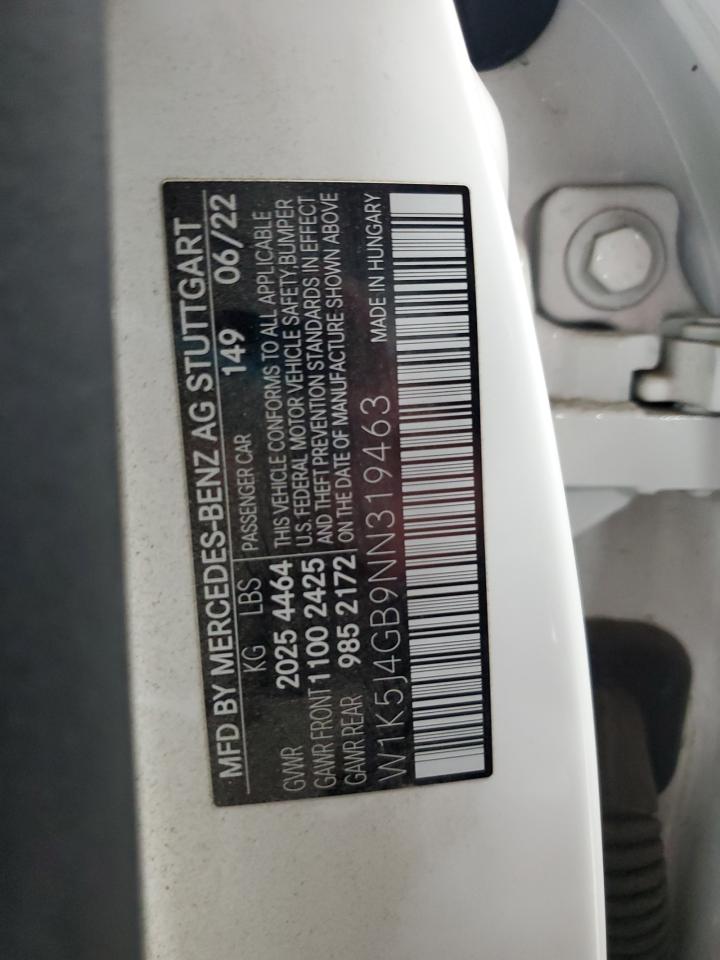 MFD BY MERCEDES-BENZ AG STUTTGART
KG LBS PASSENGER CAR 149 06/22
GVWR 2025 4464 THIS VEHICLE CONFORMS TO ALL APPLICABLE
U.S. FEDERAL MOTOR VEHICLE SAFETY,BUMPER
GAWR FRONT 1100 2425 AND THEFT PREVENTION STANDARDS IN EFFECT
GAWR REAR 985 2172 ON THE DATE OF MANUFACTURE SHOWN ABOVE
W1K5J4GB9NN319463 MADE IN HUNGARY